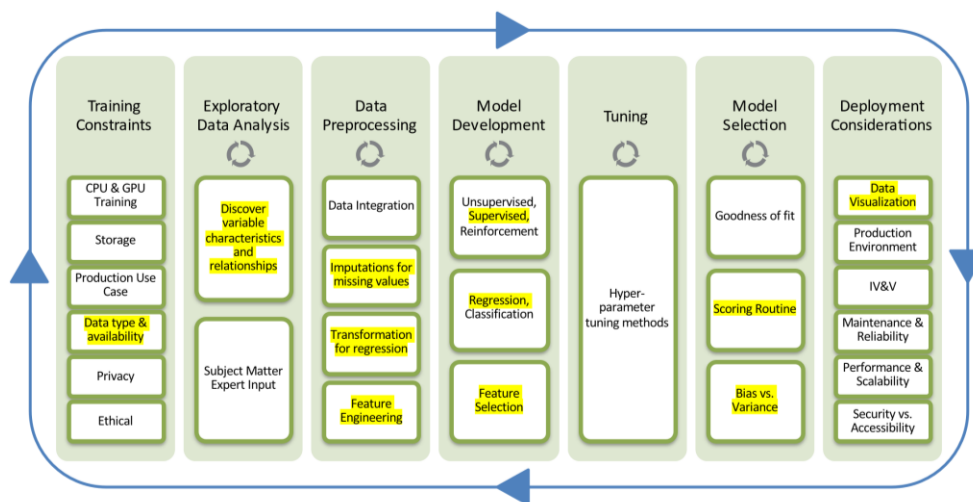 Training
Constraints
CPU & GPU
Training
Storage
Production Use
Case
Data type &
availability
Privacy
Ethical
Exploratory
Data Analysis
Discover
variable
characteristics
and
relationships
Subject Matter
Expert Input
Data
Preprocessing
Data Integration
Imputations for
missing values
Transformation
for regression
Feature
Engineering
Model
Development
Unsupervised,
Supervised,
Reinforcement
Regression,
Classification
Feature
Selection
Tuning
Hyper-
parameter
tuning methods
Model
Selection
Goodness of fit
Scoring Routine
Bias vs.
Variance
Deployment
Considerations
Data
Visualization
Production
Environment
IV&V
Maintenance &
Reliability
Performance &
Scalability
Security vs.
Accessibility